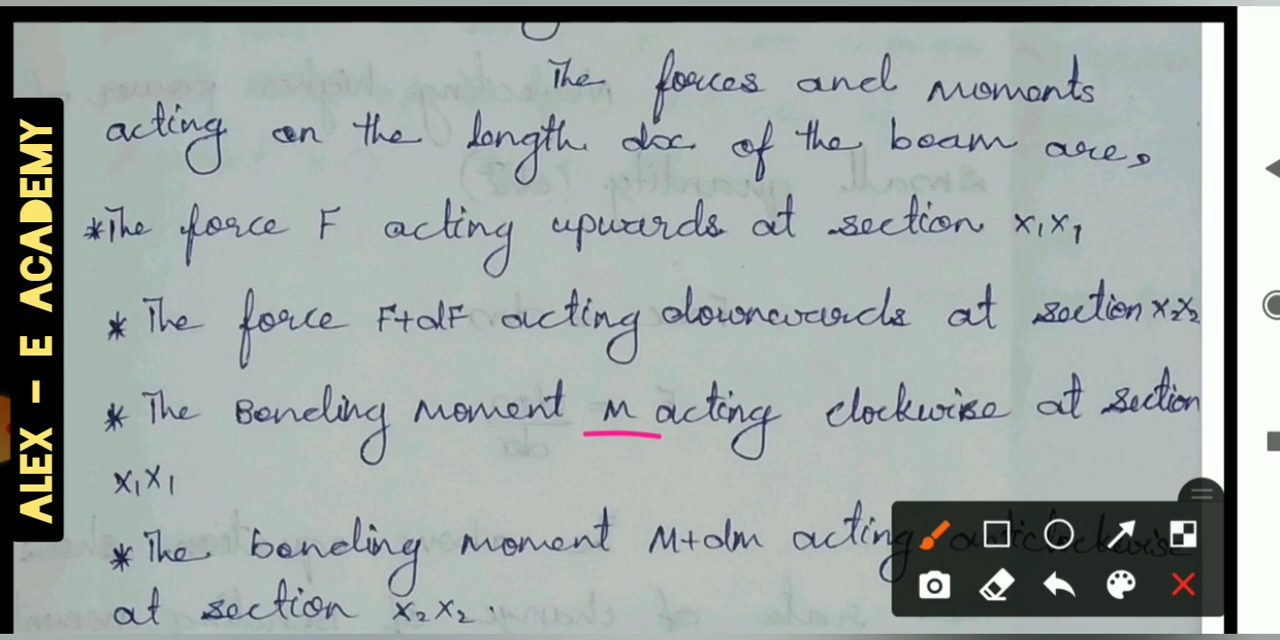 The forces and moments
acting on the length dx of the beam are,
*The force F acting upwards at section x₁x₁
* The force F+dF acting downwards at section x₂x₂
* The Bending moment M acting clockwise at section
x₁x₁
* The bending moment M+dm acting anticlockwise
at section x₂x₂.
ALEX – E ACADEMY